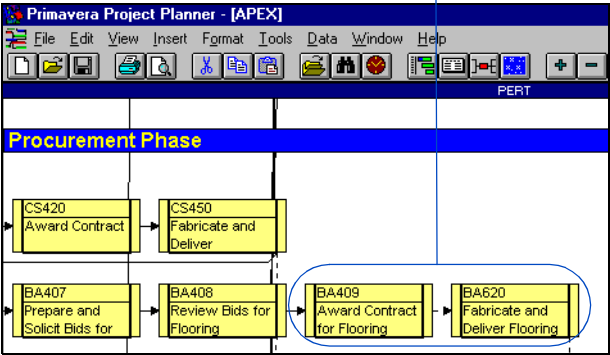 Primavera Project Planner - [APEX]
File Edit View Insert Format Tools Data Window Help
PERT
Procurement Phase
CS420
Award Contract
CS450
Fabricate and
Deliver
BA407
Prepare and
Solicit Bids for
BA408
Review Bids for
Flooring
BA409
Award Contract
for Flooring
BA620
Fabricate and
Deliver Flooring